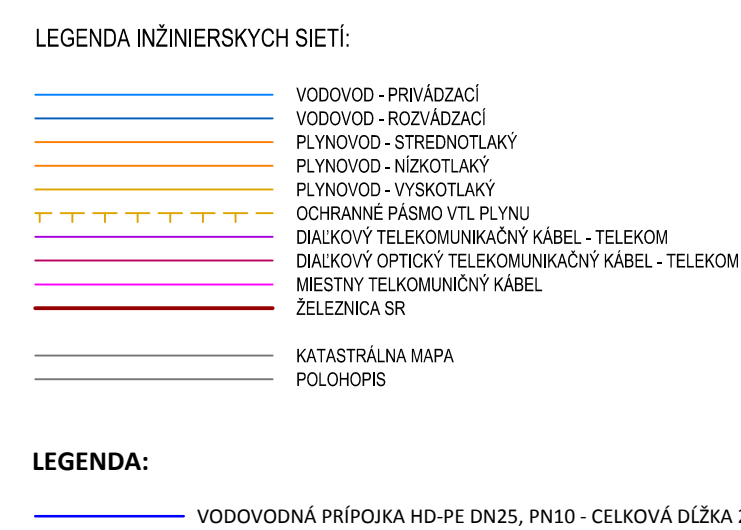 LEGENDA INŽINIERSKYCH SIETÍ:
VODOVOD - PRIVÁDZACÍ
VODOVOD - ROZVÁDZACÍ
PLYNOVOD - STREDNOTLAKÝ
PLYNOVOD - NÍZKOTLAKÝ
PLYNOVOD - VYSKOTLAKÝ
OCHRANNÉ PÁSMO VTL PLYNU
DIAĽKOVÝ TELEKOMUNIKAČNÝ KÁBEL - TELEKOM
DIAĽKOVÝ OPTICKÝ TELEKOMUNIKAČNÝ KÁBEL - TELEKOM
MIESTNY TELKOMUNIČNÝ KÁBEL
ŽELEZNICA SR
KATASTRÁLNA MAPA
POLOHOPIS
LEGENDA:
VODOVODNÁ PRÍPOJKA HD-PE DN25, PN10 - CELKOVÁ DĹŽKA